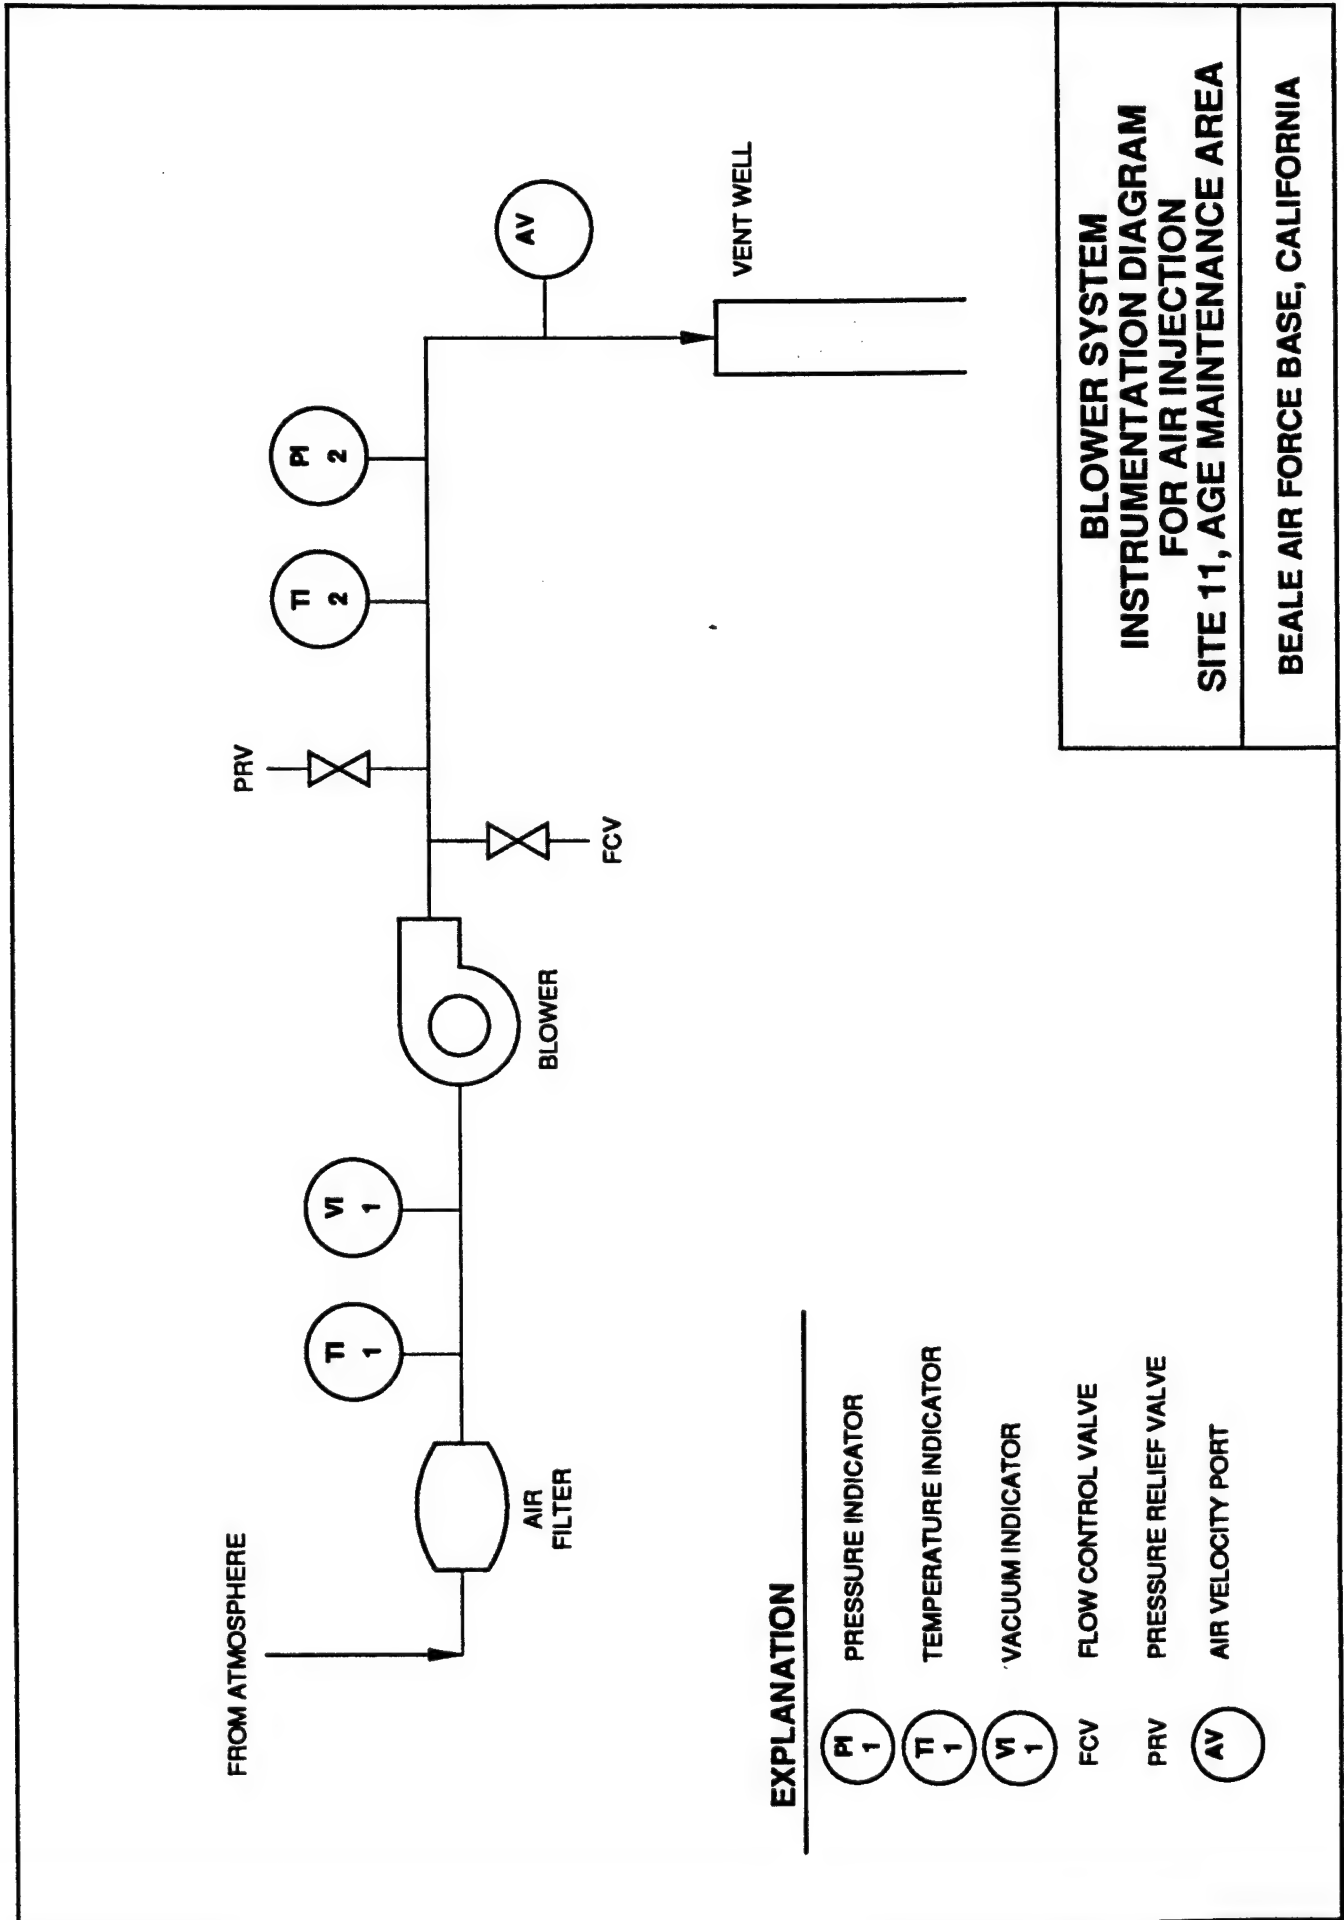 FROM ATMOSPHERE
AIR
FILTER
TI
1
VI
1
BLOWER
FCV
PRV
TI
2
PI
2
AV
VENT WELL
EXPLANATION
PI
1
PRESSURE INDICATOR
TI
1
TEMPERATURE INDICATOR
VI
1
VACUUM INDICATOR
FCV FLOW CONTROL VALVE
PRV PRESSURE RELIEF VALVE
AV AIR VELOCITY PORT
BLOWER SYSTEM
INSTRUMENTATION DIAGRAM
FOR AIR INJECTION
SITE 11, AGE MAINTENANCE AREA
BEALE AIR FORCE BASE, CALIFORNIA